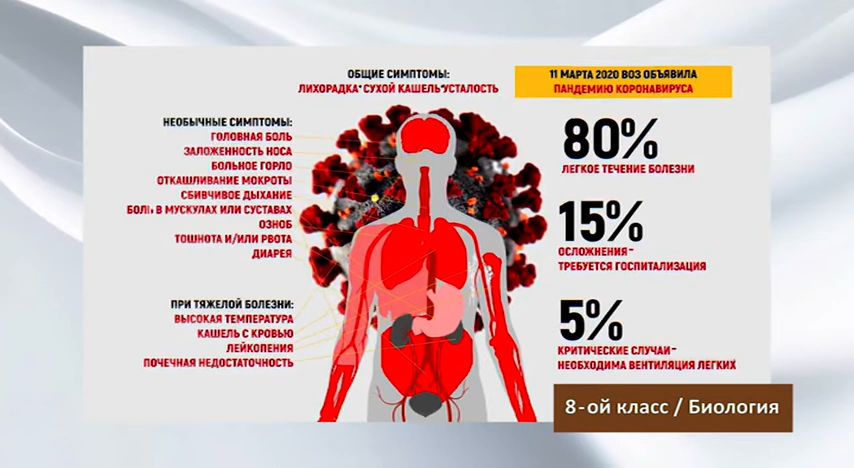 ОБЩИЕ СИМПТОМЫ:
ЛИХОРАДКА*СУХОЙ КАШЕЛЬ*УСТАЛОСТЬ
11 МАРТА 2020 ВОЗ ОБЪЯВИЛА
ПАНДЕМИЮ КОРОНАВИРУСА
НЕОБЫЧНЫЕ СИМПТОМЫ:
ГОЛОВНАЯ БОЛЬ
ЗАЛОЖЕННОСТЬ НОСА
БОЛЬНОЕ ГОРЛО
ОТКАШЛИВАНИЕ МОКРОТЫ
СБИВЧИВОЕ ДЫХАНИЕ
БОЛЬ В МУСКУЛАХ ИЛИ СУСТАВАХ
ОЗНОБ
ТОШНОТА И/ИЛИ РВОТА
ДИАРЕЯ
ПРИ ТЯЖЕЛОЙ БОЛЕЗНИ:
ВЫСОКАЯ ТЕМПЕРАТУРА
КАШЕЛЬ С КРОВЬЮ
ЛЕЙКОПЕНИЯ
ПОЧЕЧНАЯ НЕДОСТАТОЧНОСТЬ
80%
ЛЕГКОЕ ТЕЧЕНИЕ БОЛЕЗНИ
15%
ОСЛОЖНЕНИЯ-
ТРЕБУЕТСЯ ГОСПИТАЛИЗАЦИЯ
5%
КРИТИЧЕСКИЕ СЛУЧАИ-
НЕОБХОДИМА ВЕНТИЛЯЦИЯ ЛЕГКИХ
8-ой класс / Биология